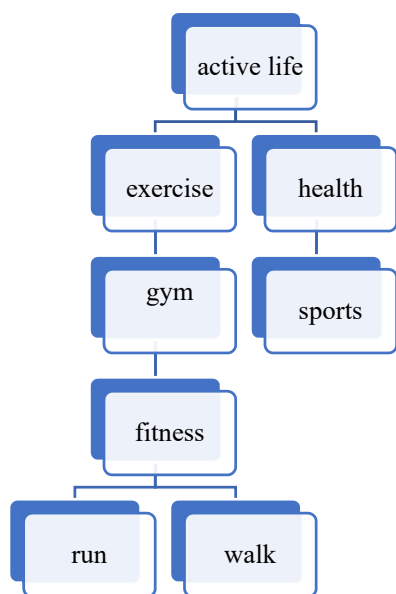 active life
exercise
health
gym
sports
fitness
run
walk